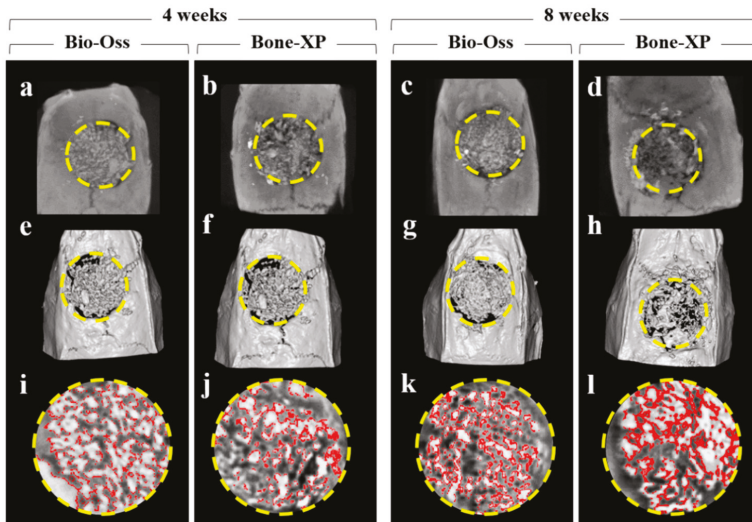 4 weeks 8 weeks
Bio-Oss Bone-XP Bio-Oss Bone-XP
a b c d
e f g h
i j k l